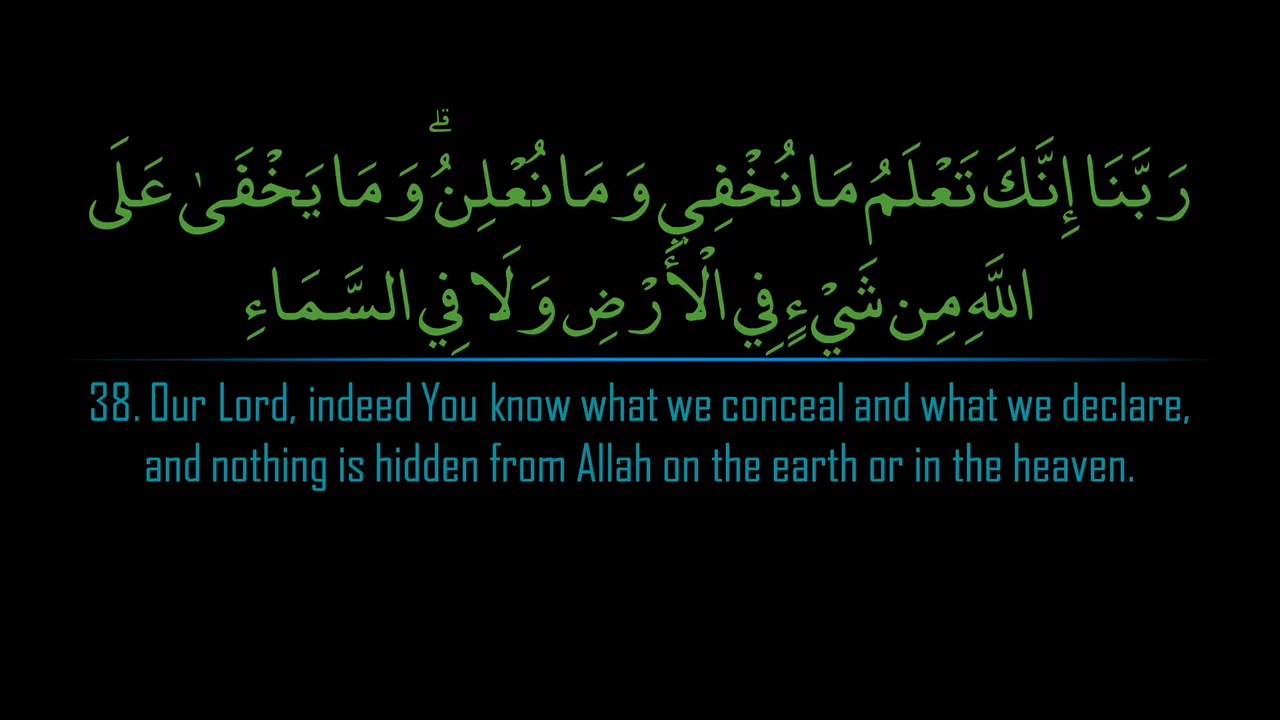 رَبَّنَا إِنَّكَ تَعْلَمُ مَا نُخْفِي وَمَا نُعْلِنُ ۗ وَمَا يَخْفَىٰ عَلَى
اللَّهِ مِن شَيْءٍ فِي الْأَرْضِ وَلَا فِي السَّمَاءِ
38. Our Lord, indeed You know what we conceal and what we declare,
and nothing is hidden from Allah on the earth or in the heaven.